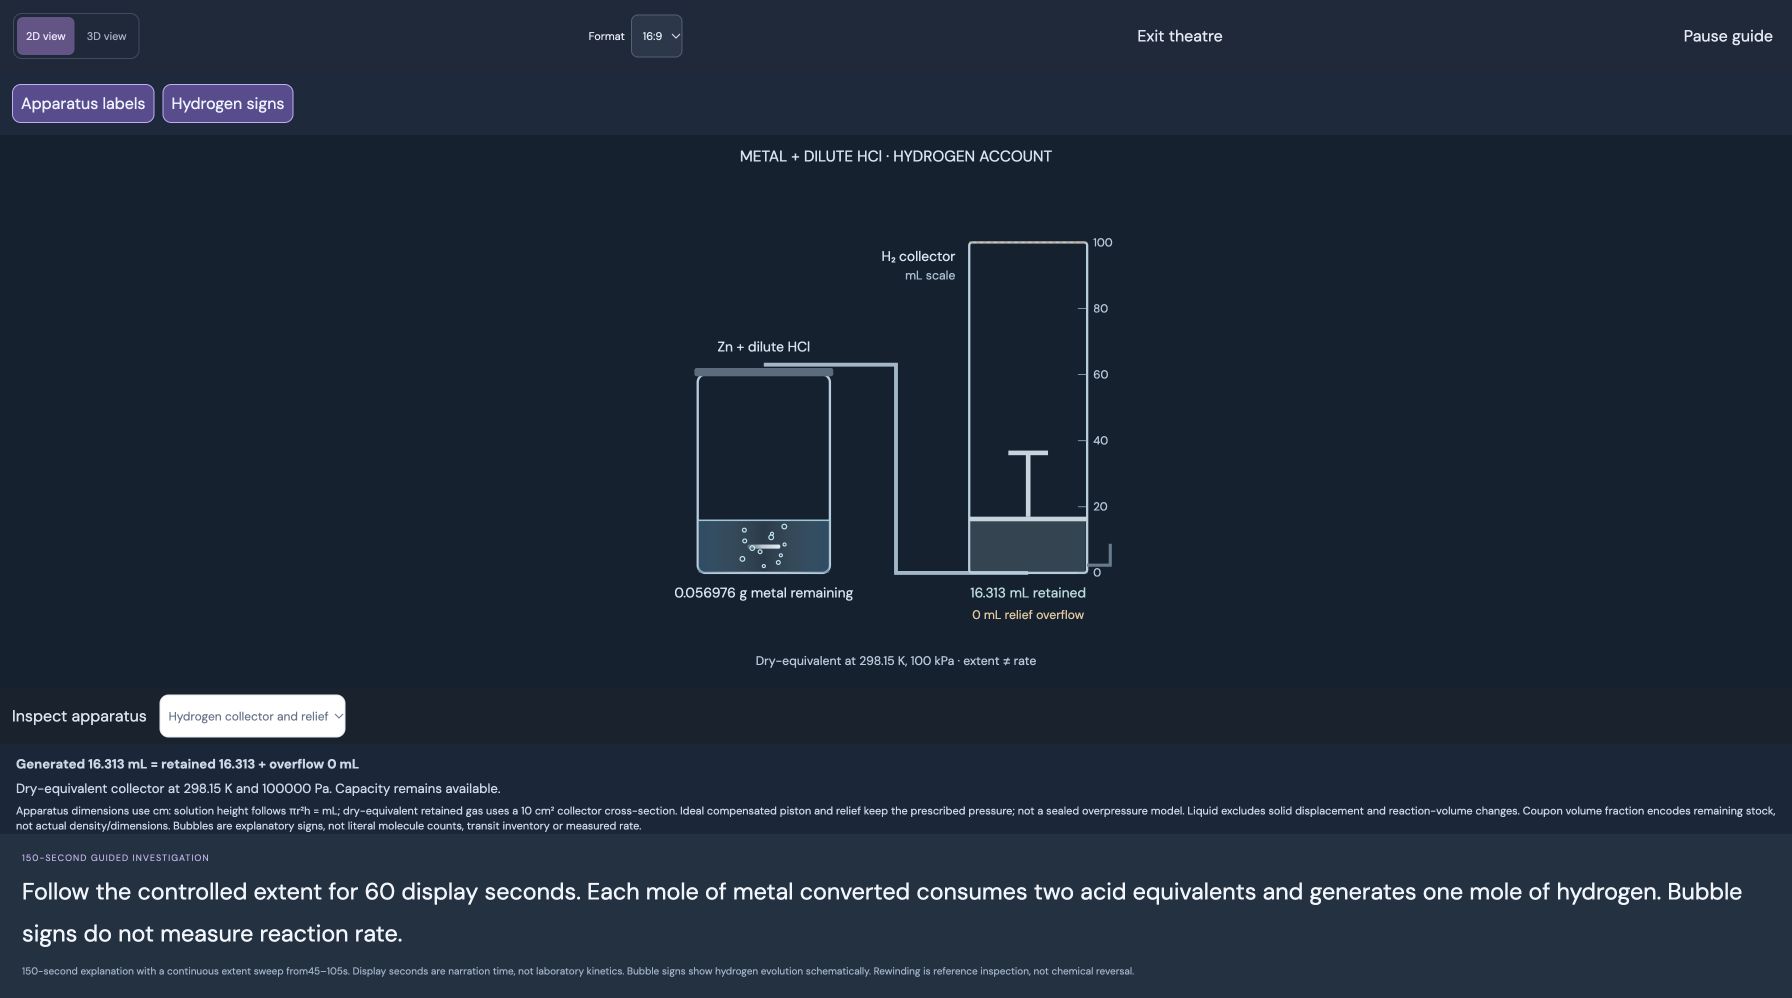 2D view
3D view
Format
16:9
Exit theatre
Pause guide
Apparatus labels
Hydrogen signs
METAL + DILUTE HCl · HYDROGEN ACCOUNT
100
H₂ collector
mL scale
80
Zn + dilute HCl
60
40
20
0
0.056976 g metal remaining
16.313 mL retained
0 mL relief overflow
Dry-equivalent at 298.15 K, 100 kPa · extent ≠ rate
Inspect apparatus
Hydrogen collector and relief
Generated 16.313 mL = retained 16.313 + overflow 0 mL
Dry-equivalent collector at 298.15 K and 100000 Pa. Capacity remains available.
Apparatus dimensions use cm: solution height follows πr²h = mL; dry-equivalent retained gas uses a 10 cm² collector cross-section. Ideal compensated piston and relief keep the prescribed pressure; not a sealed overpressure model. Liquid excludes solid displacement and reaction-volume changes. Coupon volume fraction encodes remaining stock,
not actual density/dimensions. Bubbles are explanatory signs, not literal molecule counts, transit inventory or measured rate.
150-SECOND GUIDED INVESTIGATION
Follow the controlled extent for 60 display seconds. Each mole of metal converted consumes two acid equivalents and generates one mole of hydrogen. Bubble
signs do not measure reaction rate.
150-second explanation with a continuous extent sweep from45–105s. Display seconds are narration time, not laboratory kinetics. Bubble signs show hydrogen evolution schematically. Rewinding is reference inspection, not chemical reversal.